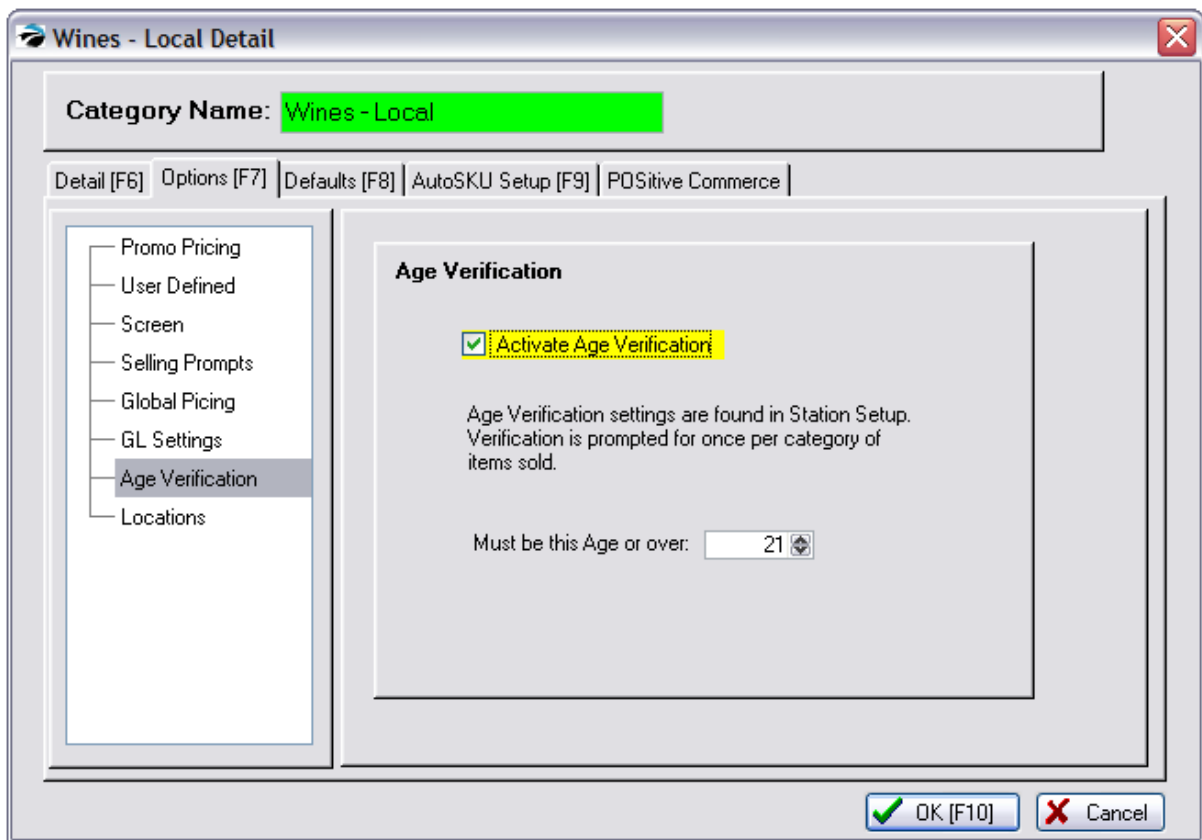 Wines - Local Detail
Category Name: Wines - Local
Detail [F6] Options [F7] Defaults [F8] AutoSKU Setup [F9] POSitive Commerce
Promo Pricing
User Defined
Screen
Selling Prompts
Global Picing
GL Settings
Age Verification
Locations
Age Verification
Activate Age Verification
Age Verification settings are found in Station Setup.
Verification is prompted for once per category of
items sold.
Must be this Age or over: 21
OK [F10] Cancel